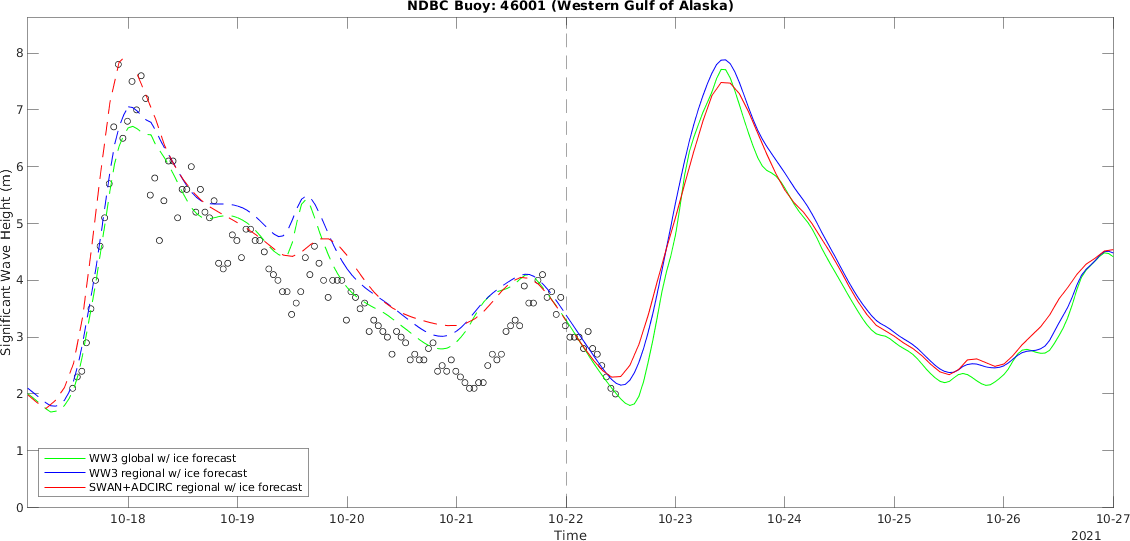 NDBC Buoy: 46001 (Western Gulf of Alaska)
Significant Wave Height (m)
8
7
6
5
4
3
2
1
0
WW3 global w/ ice forecast
WW3 regional w/ ice forecast
SWAN+ADCIRC regional w/ ice forecast
10-18 10-19 10-20 10-21 10-22 10-23 10-24 10-25 10-26 10-27
Time
2021